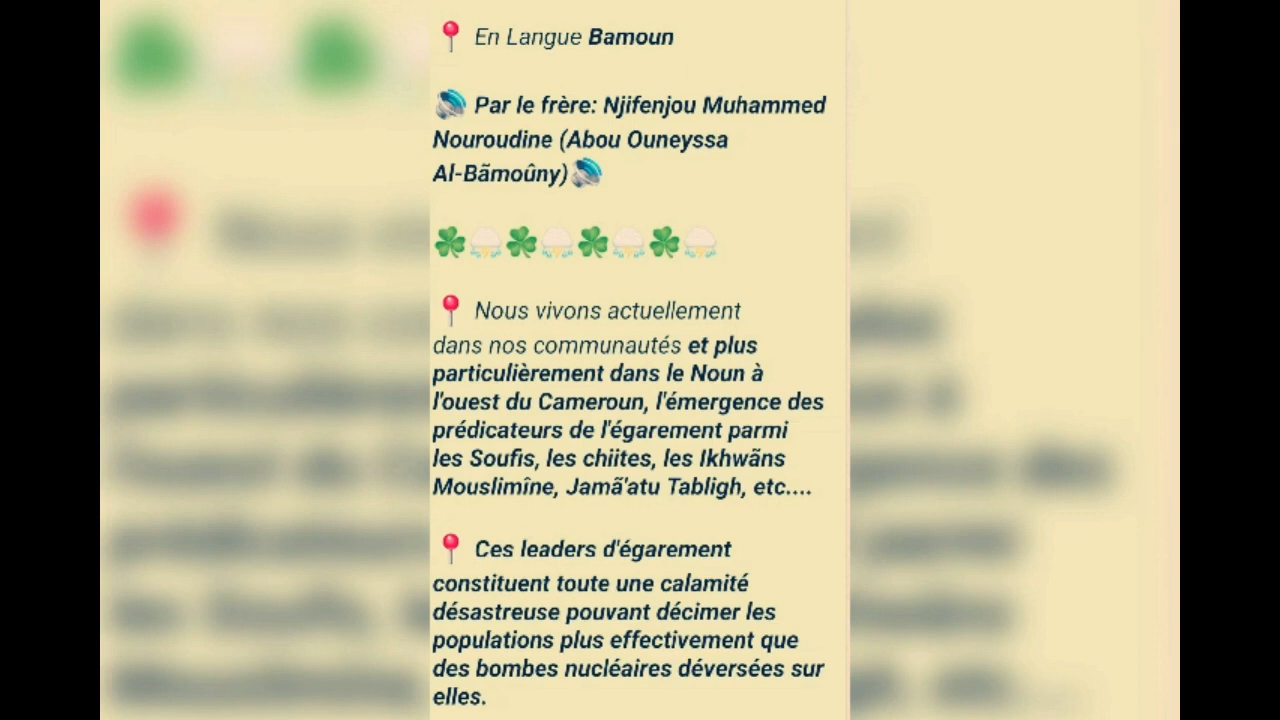 📍 En Langue Bamoun
🔊 Par le frère: Njifenjou Muhammed
Nouroudine (Abou Ouneyssa
Al-Bãmoûny)🔊
☘️🌩️☘️🌩️☘️🌩️☘️🌩️
📍 Nous vivons actuellement
dans nos communautés et plus
particulièrement dans le Noun à
l'ouest du Cameroun, l'émergence des
prédicateurs de l'égarement parmi
les Soufis, les chiites, les Ikhwãns
Mouslimîne, Jamã'atu Tabligh, etc....
📍 Ces leaders d'égarement
constituent toute une calamité
désastreuse pouvant décimer les
populations plus effectivement que
des bombes nucléaires déversées sur
elles.